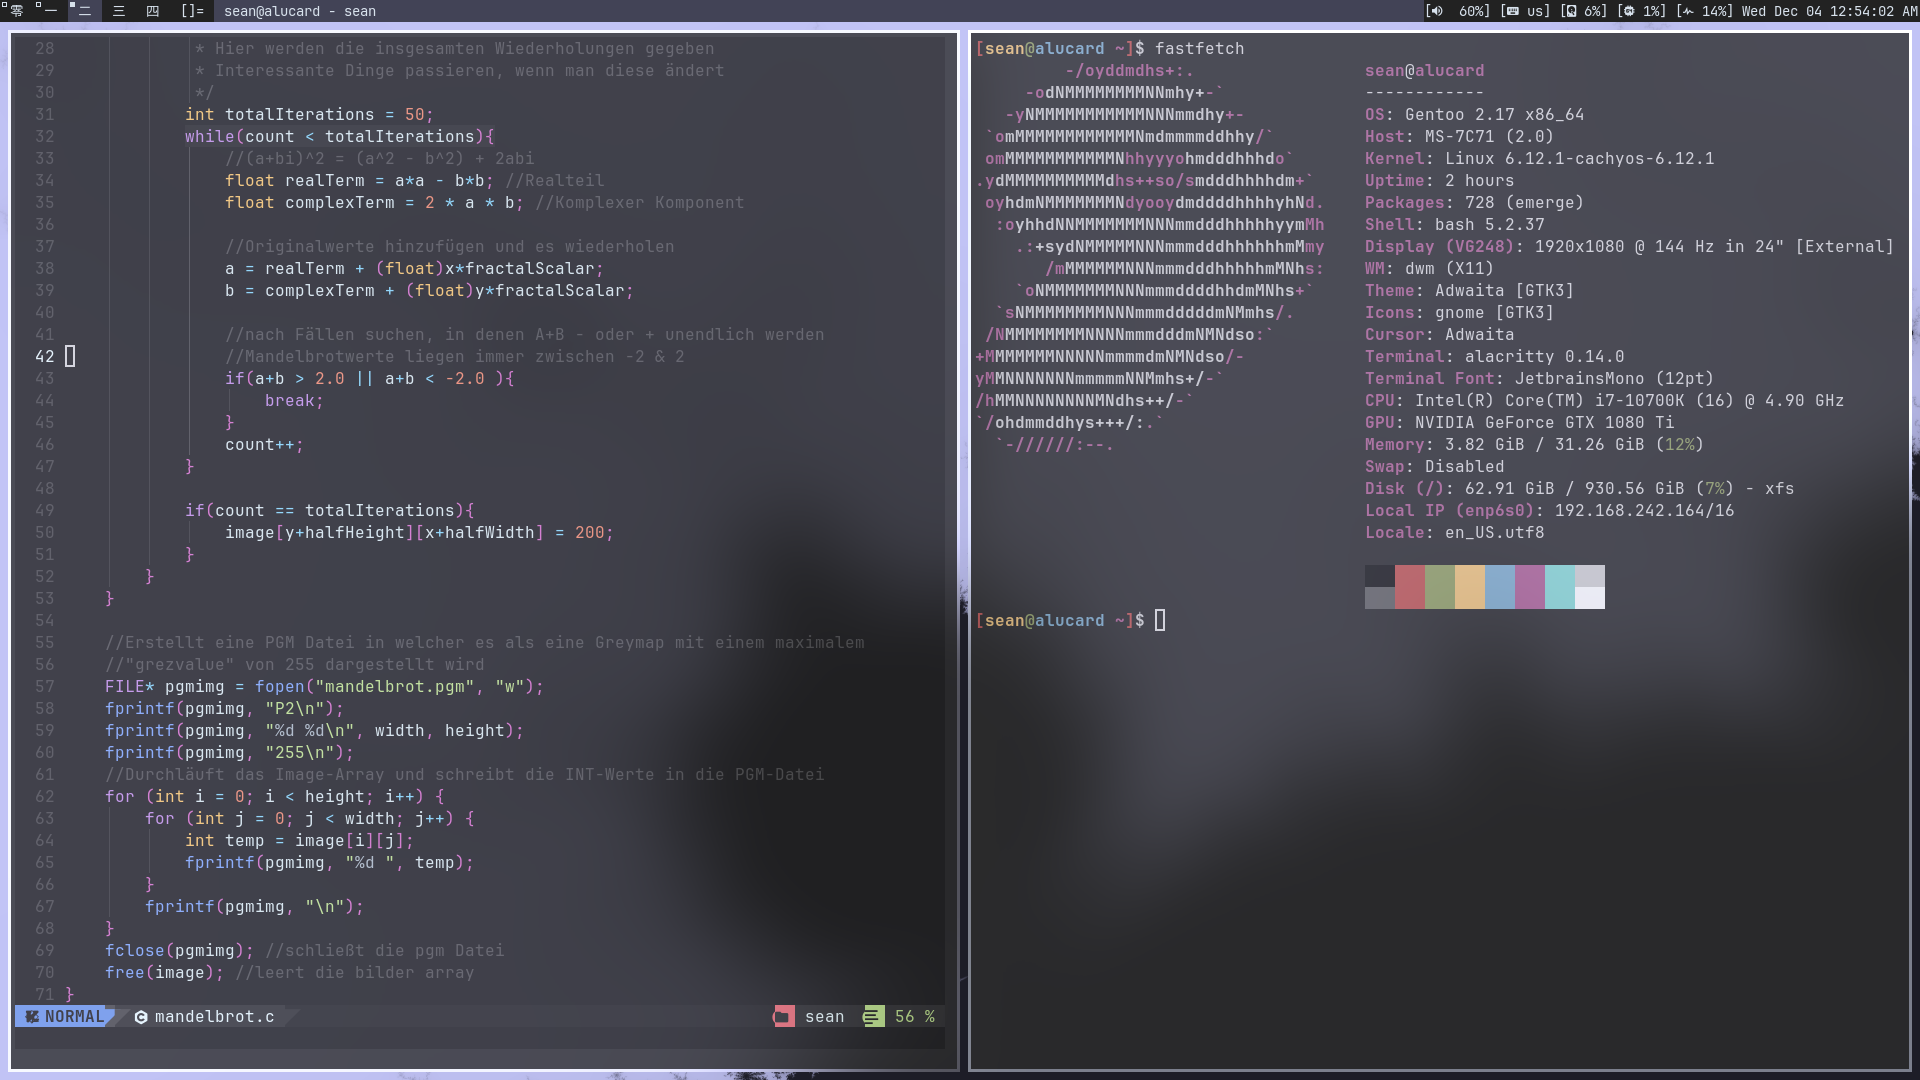 零 一 二 三 四 []= sean@alucard - sean
60%] [ us] [ 6%] [ 1%] [ 14%] Wed Dec 04 12:54:02 AM
28 * Hier werden die insgesamten Wiederholungen gegeben
29 * Interessante Dinge passieren, wenn man diese ändert
30 */
31 int totalIterations = 50;
32 while(count < totalIterations){
33 //(a+bi)^2 = (a^2 - b^2) + 2abi
34 float realTerm = a*a - b*b; //Realteil
35 float complexTerm = 2 * a * b; //Komplexer Komponent
36
37 //Originalwerte hinzufügen und es wiederholen
38 a = realTerm + (float)x*fractalScalar;
39 b = complexTerm + (float)y*fractalScalar;
40
41 //nach Fällen suchen, in denen A+B - oder + unendlich werden
42 //Mandelbrotwerte liegen immer zwischen -2 & 2
43 if(a+b > 2.0 || a+b < -2.0 ){
44 break;
45 }
46 count++;
47 }
48
49 if(count == totalIterations){
50 image[y+halfHeight][x+halfWidth] = 200;
51 }
52 }
53 }
54
55 //Erstellt eine PGM Datei in welcher es als eine Greymap mit einem maximalem
56 //"grezvalue" von 255 dargestellt wird
57 FILE* pgmimg = fopen("mandelbrot.pgm", "w");
58 fprintf(pgmimg, "P2\n");
59 fprintf(pgmimg, "%d %d\n", width, height);
60 fprintf(pgmimg, "255\n");
61 //Durchläuft das Image-Array und schreibt die INT-Werte in die PGM-Datei
62 for (int i = 0; i < height; i++) {
63 for (int j = 0; j < width; j++) {
64 int temp = image[i][j];
65 fprintf(pgmimg, "%d ", temp);
66 }
67 fprintf(pgmimg, "\n");
68 }
69 fclose(pgmimg); //schließt die pgm Datei
70 free(image); //leert die bilder array
71 }
NORMAL mandelbrot.c sean 56 %
[sean@alucard ~]$ fastfetch
-/oyddmdhs+:.
-odNMMMMMMMMNNmhy+-`
-yNMMMMMMMMMMMNNNmmdhy+-
`omMMMMMMMMMMMMNmdmmmmddhhy/`
omMMMMMMMMMMMNhhyyyohmdddhhhdo`
.ydMMMMMMMMMMdhs++so/smdddhhhhdm+`
oyhdmNMMMMMMMNdyooydmddddhhhhyhNd.
:oyhhdNNMMMMMMMNNNmmdddhhhhhyymMh
.:+sydNMMMMMNNNmmmdddhhhhhhmMmy
/mMMMMMMNNNmmmdddhhhhhmMNhs:
`oNMMMMMMMNNNmmmddddhhdmMNhs+`
`sNMMMMMMMMNNNmmmdddddmNMmhs/.
/NMMMMMMMMNNNNmmmdddmNMNdso:`
+MMMMMMMNNNNNmmmmdmNMNdso/-
yMMNNNNNNNmmmmmNNMmhs+/-`
/hMMNNNNNNNNMNdhs++/-`
`/ohdmmddhys+++/:.`
`-//////:--.
sean@alucard
------------
OS: Gentoo 2.17 x86_64
Host: MS-7C71 (2.0)
Kernel: Linux 6.12.1-cachyos-6.12.1
Uptime: 2 hours
Packages: 728 (emerge)
Shell: bash 5.2.37
Display (VG248): 1920x1080 @ 144 Hz in 24" [External]
WM: dwm (X11)
Theme: Adwaita [GTK3]
Icons: gnome [GTK3]
Cursor: Adwaita
Terminal: alacritty 0.14.0
Terminal Font: JetbrainsMono (12pt)
CPU: Intel(R) Core(TM) i7-10700K (16) @ 4.90 GHz
GPU: NVIDIA GeForce GTX 1080 Ti
Memory: 3.82 GiB / 31.26 GiB (12%)
Swap: Disabled
Disk (/): 62.91 GiB / 930.56 GiB (7%) - xfs
Local IP (enp6s0): 192.168.242.164/16
Locale: en_US.utf8
[sean@alucard ~]$